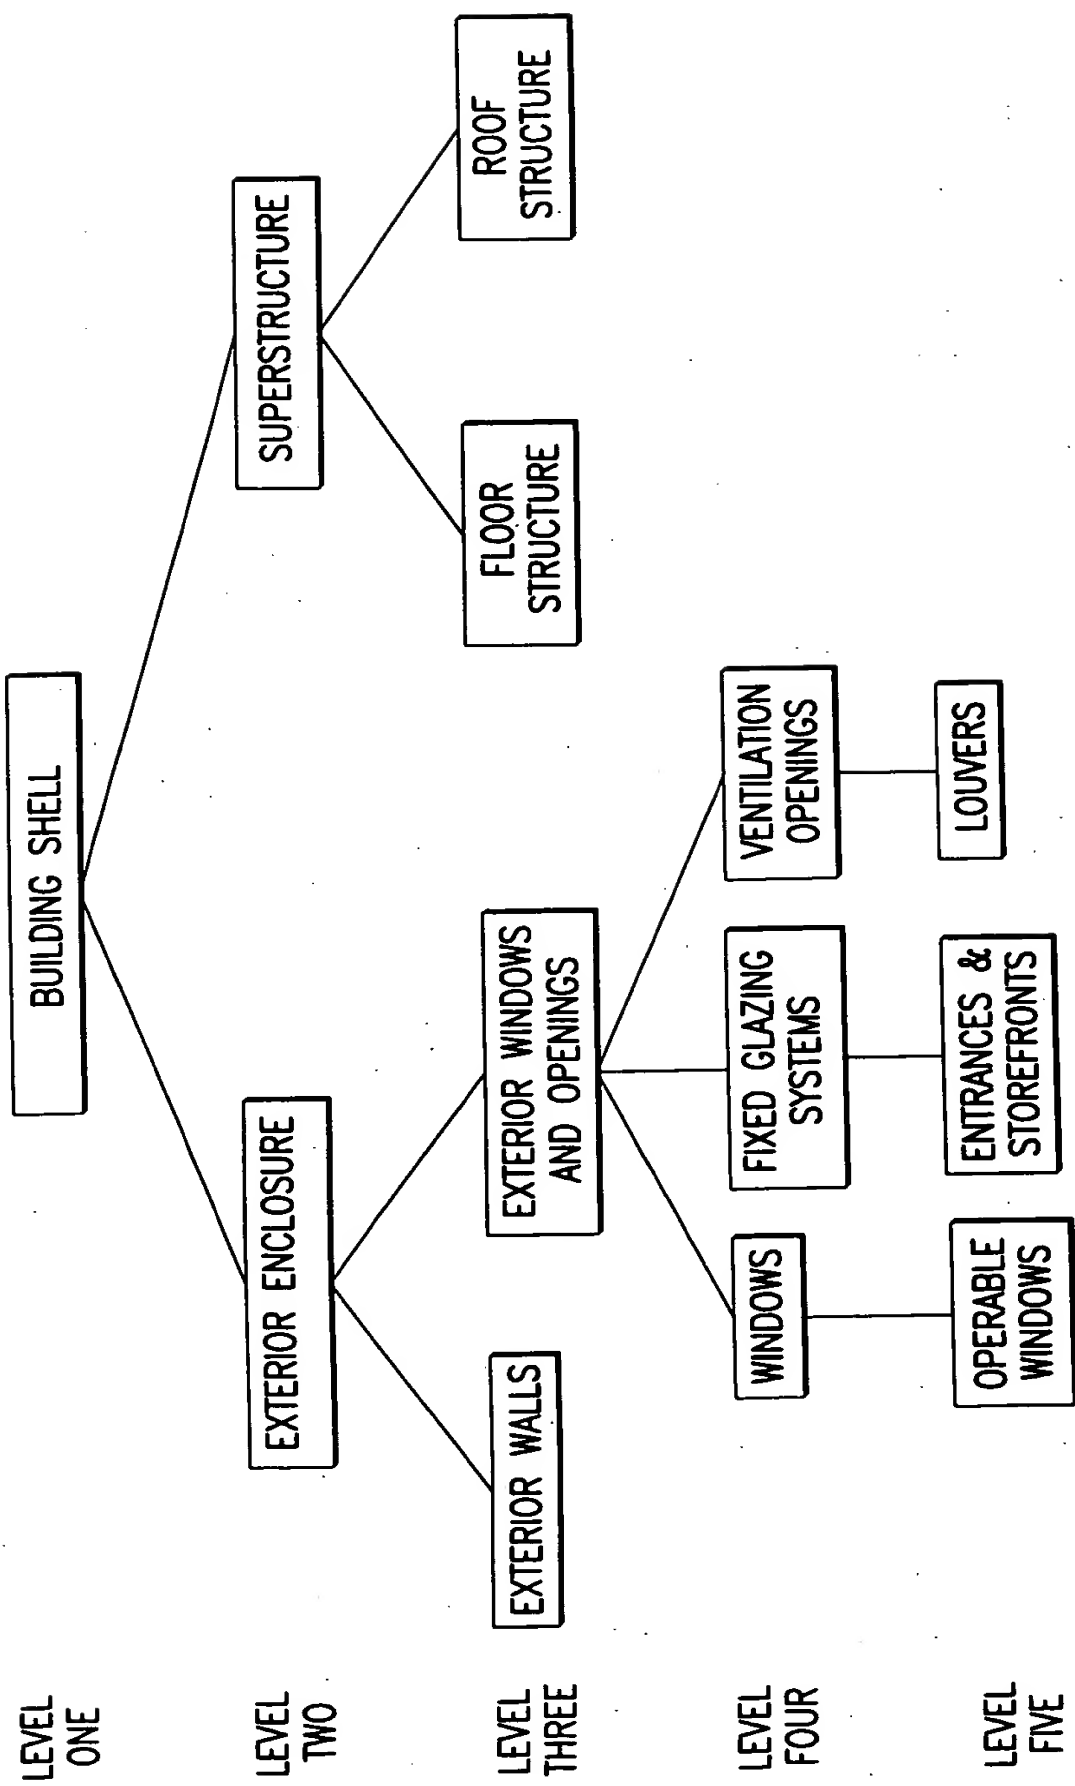 LEVEL
ONE
BUILDING SHELL
LEVEL
TWO
EXTERIOR ENCLOSURE
SUPERSTRUCTURE
LEVEL
THREE
EXTERIOR WALLS
EXTERIOR WINDOWS
AND OPENINGS
FLOOR
STRUCTURE
ROOF
STRUCTURE
LEVEL
FOUR
WINDOWS
FIXED GLAZING
SYSTEMS
VENTILATION
OPENINGS
LEVEL
FIVE
OPERABLE
WINDOWS
ENTRANCES &
STOREFRONTS
LOUVERS